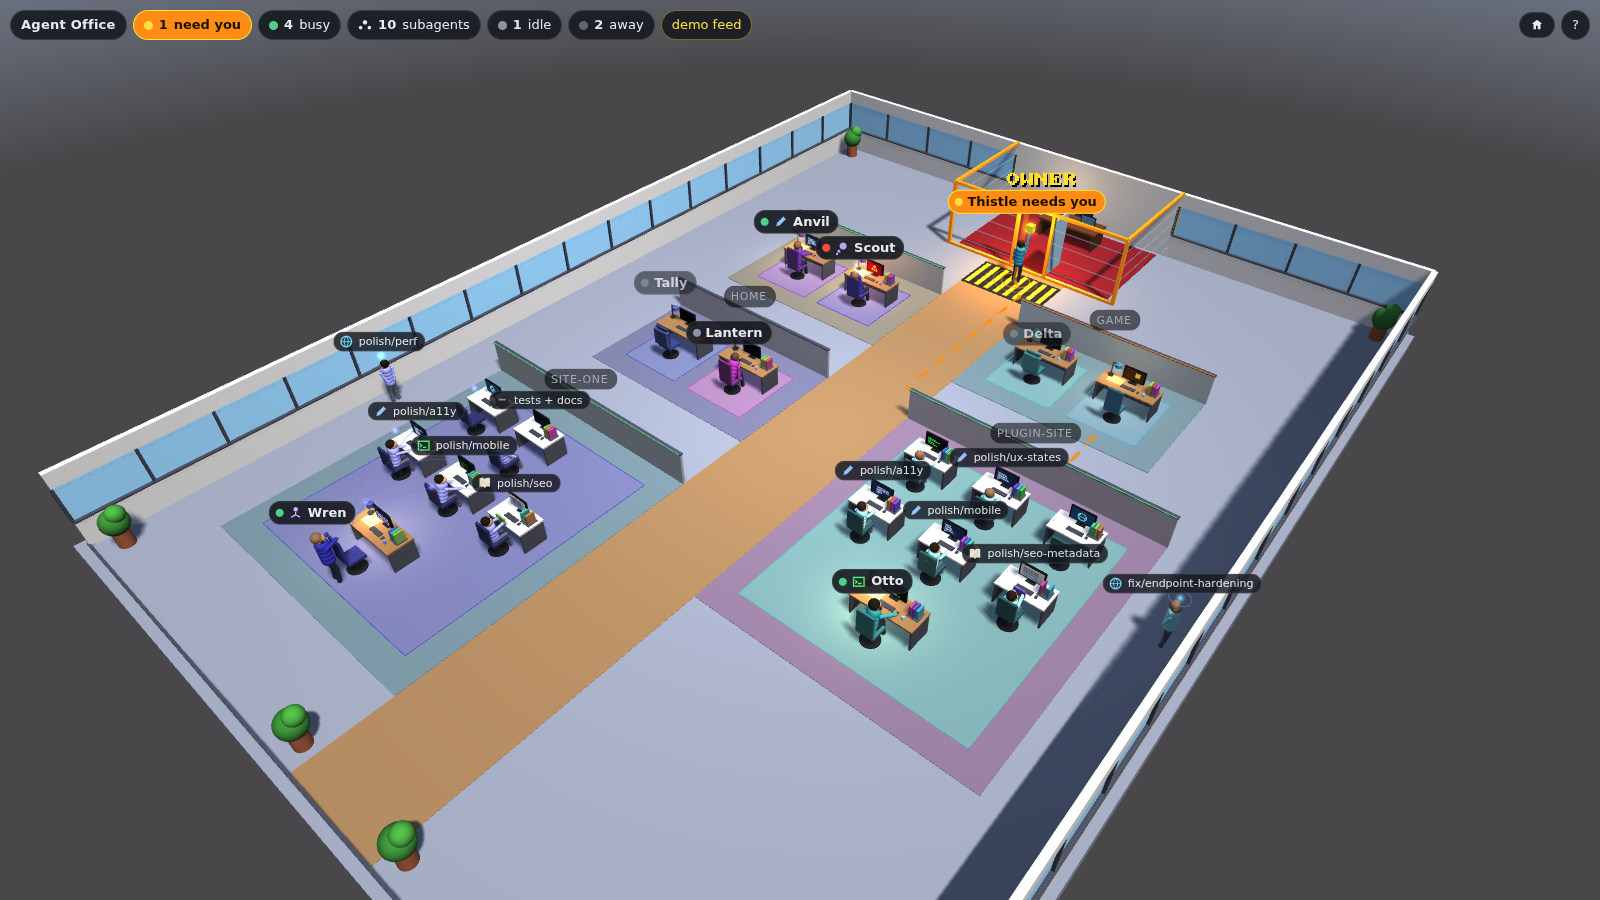 Agent Office
1 need you
4 busy
10 subagents
1 idle
2 away
demo feed
?
OWNER
Thistle needs you
Anvil
Scout
Tally
HOME
Lantern
GAME
Delta
polish/perf
SITE-ONE
tests + docs
polish/a11y
polish/mobile
polish/seo
PLUGIN-SITE
polish/ux-states
polish/a11y
polish/mobile
Wren
polish/seo-metadata
Otto
fix/endpoint-hardening